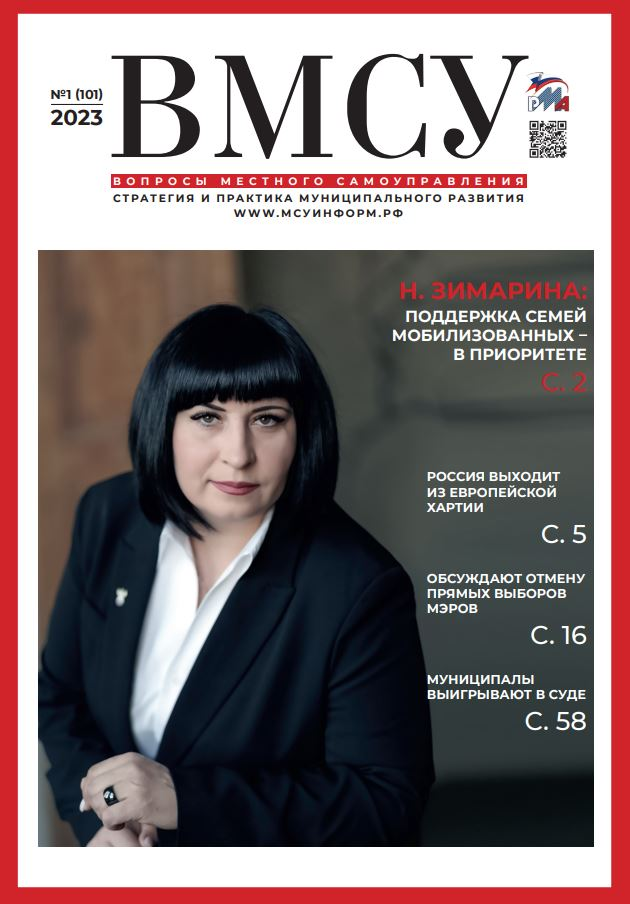 №1 (101)
2023
ВМСУ
РМА
ВОПРОСЫ МЕСТНОГО САМОУПРАВЛЕНИЯ
СТРАТЕГИЯ И ПРАКТИКА МУНИЦИПАЛЬНОГО РАЗВИТИЯ
WWW.МСУИНФОРМ.РФ
Н. ЗИМАРИНА:
ПОДДЕРЖКА СЕМЕЙ
МОБИЛИЗОВАННЫХ –
В ПРИОРИТЕТЕ
С. 2
РОССИЯ ВЫХОДИТ
ИЗ ЕВРОПЕЙСКОЙ
ХАРТИИ
С. 5
ОБСУЖДАЮТ ОТМЕНУ
ПРЯМЫХ ВЫБОРОВ
МЭРОВ
С. 16
МУНИЦИПАЛЫ
ВЫИГРЫВАЮТ В СУДЕ
С. 58